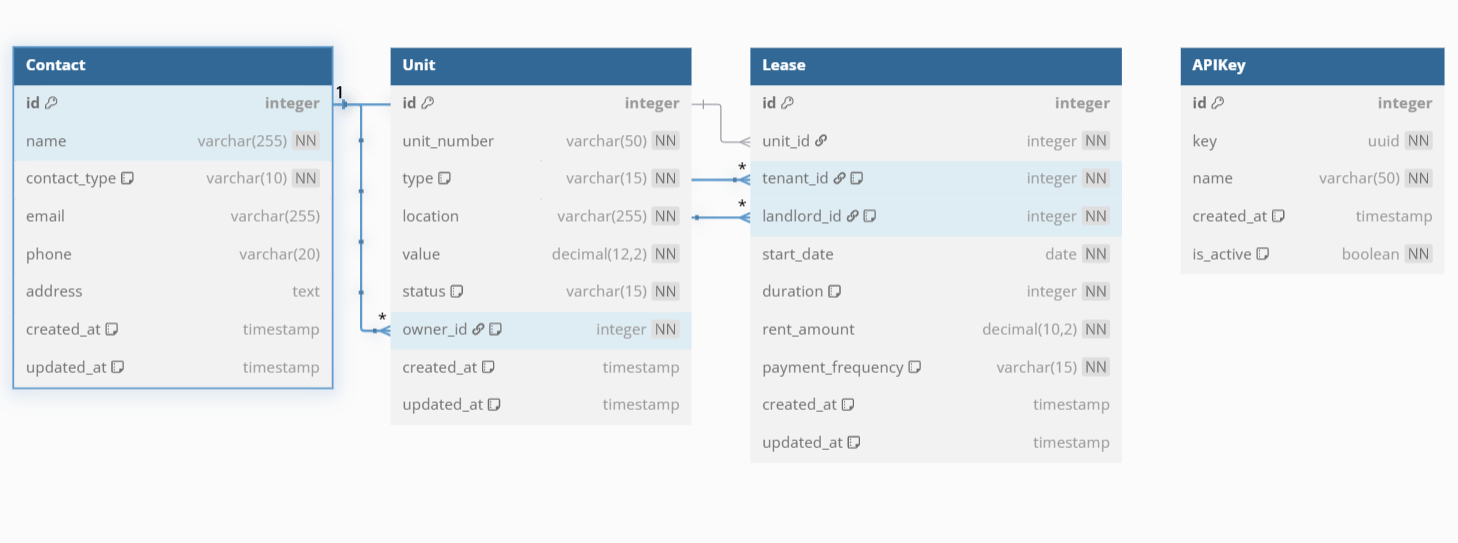 Contact
id integer
name varchar(255) NN
contact_type varchar(10) NN
email varchar(255)
phone varchar(20)
address text
created_at timestamp
updated_at timestamp
1
*
Unit
id integer
unit_number varchar(50) NN
type varchar(15) NN
location varchar(255) NN
value decimal(12,2) NN
status varchar(15) NN
owner_id integer NN
created_at timestamp
updated_at timestamp
*
*
Lease
id integer
unit_id integer NN
tenant_id integer NN
landlord_id integer NN
start_date date NN
duration integer NN
rent_amount decimal(10,2) NN
payment_frequency varchar(15) NN
created_at timestamp
updated_at timestamp
APIKey
id integer
key uuid NN
name varchar(50) NN
created_at timestamp
is_active boolean NN